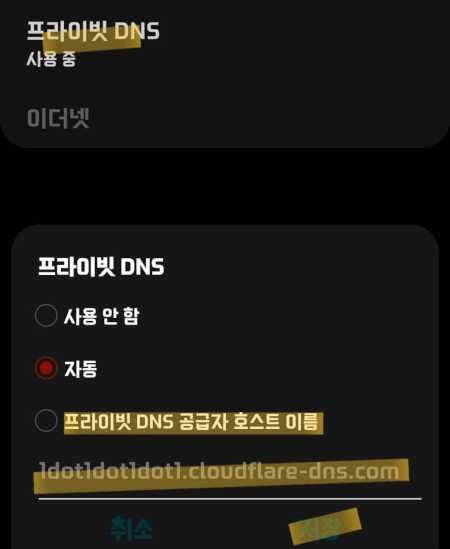 프라이빗 DNS
사용 중
이더넷
프라이빗 DNS
사용 안 함
자동
프라이빗 DNS 공급자 호스트 이름
1dot1dot1dot1.cloudflare-dns.com
취소
저장